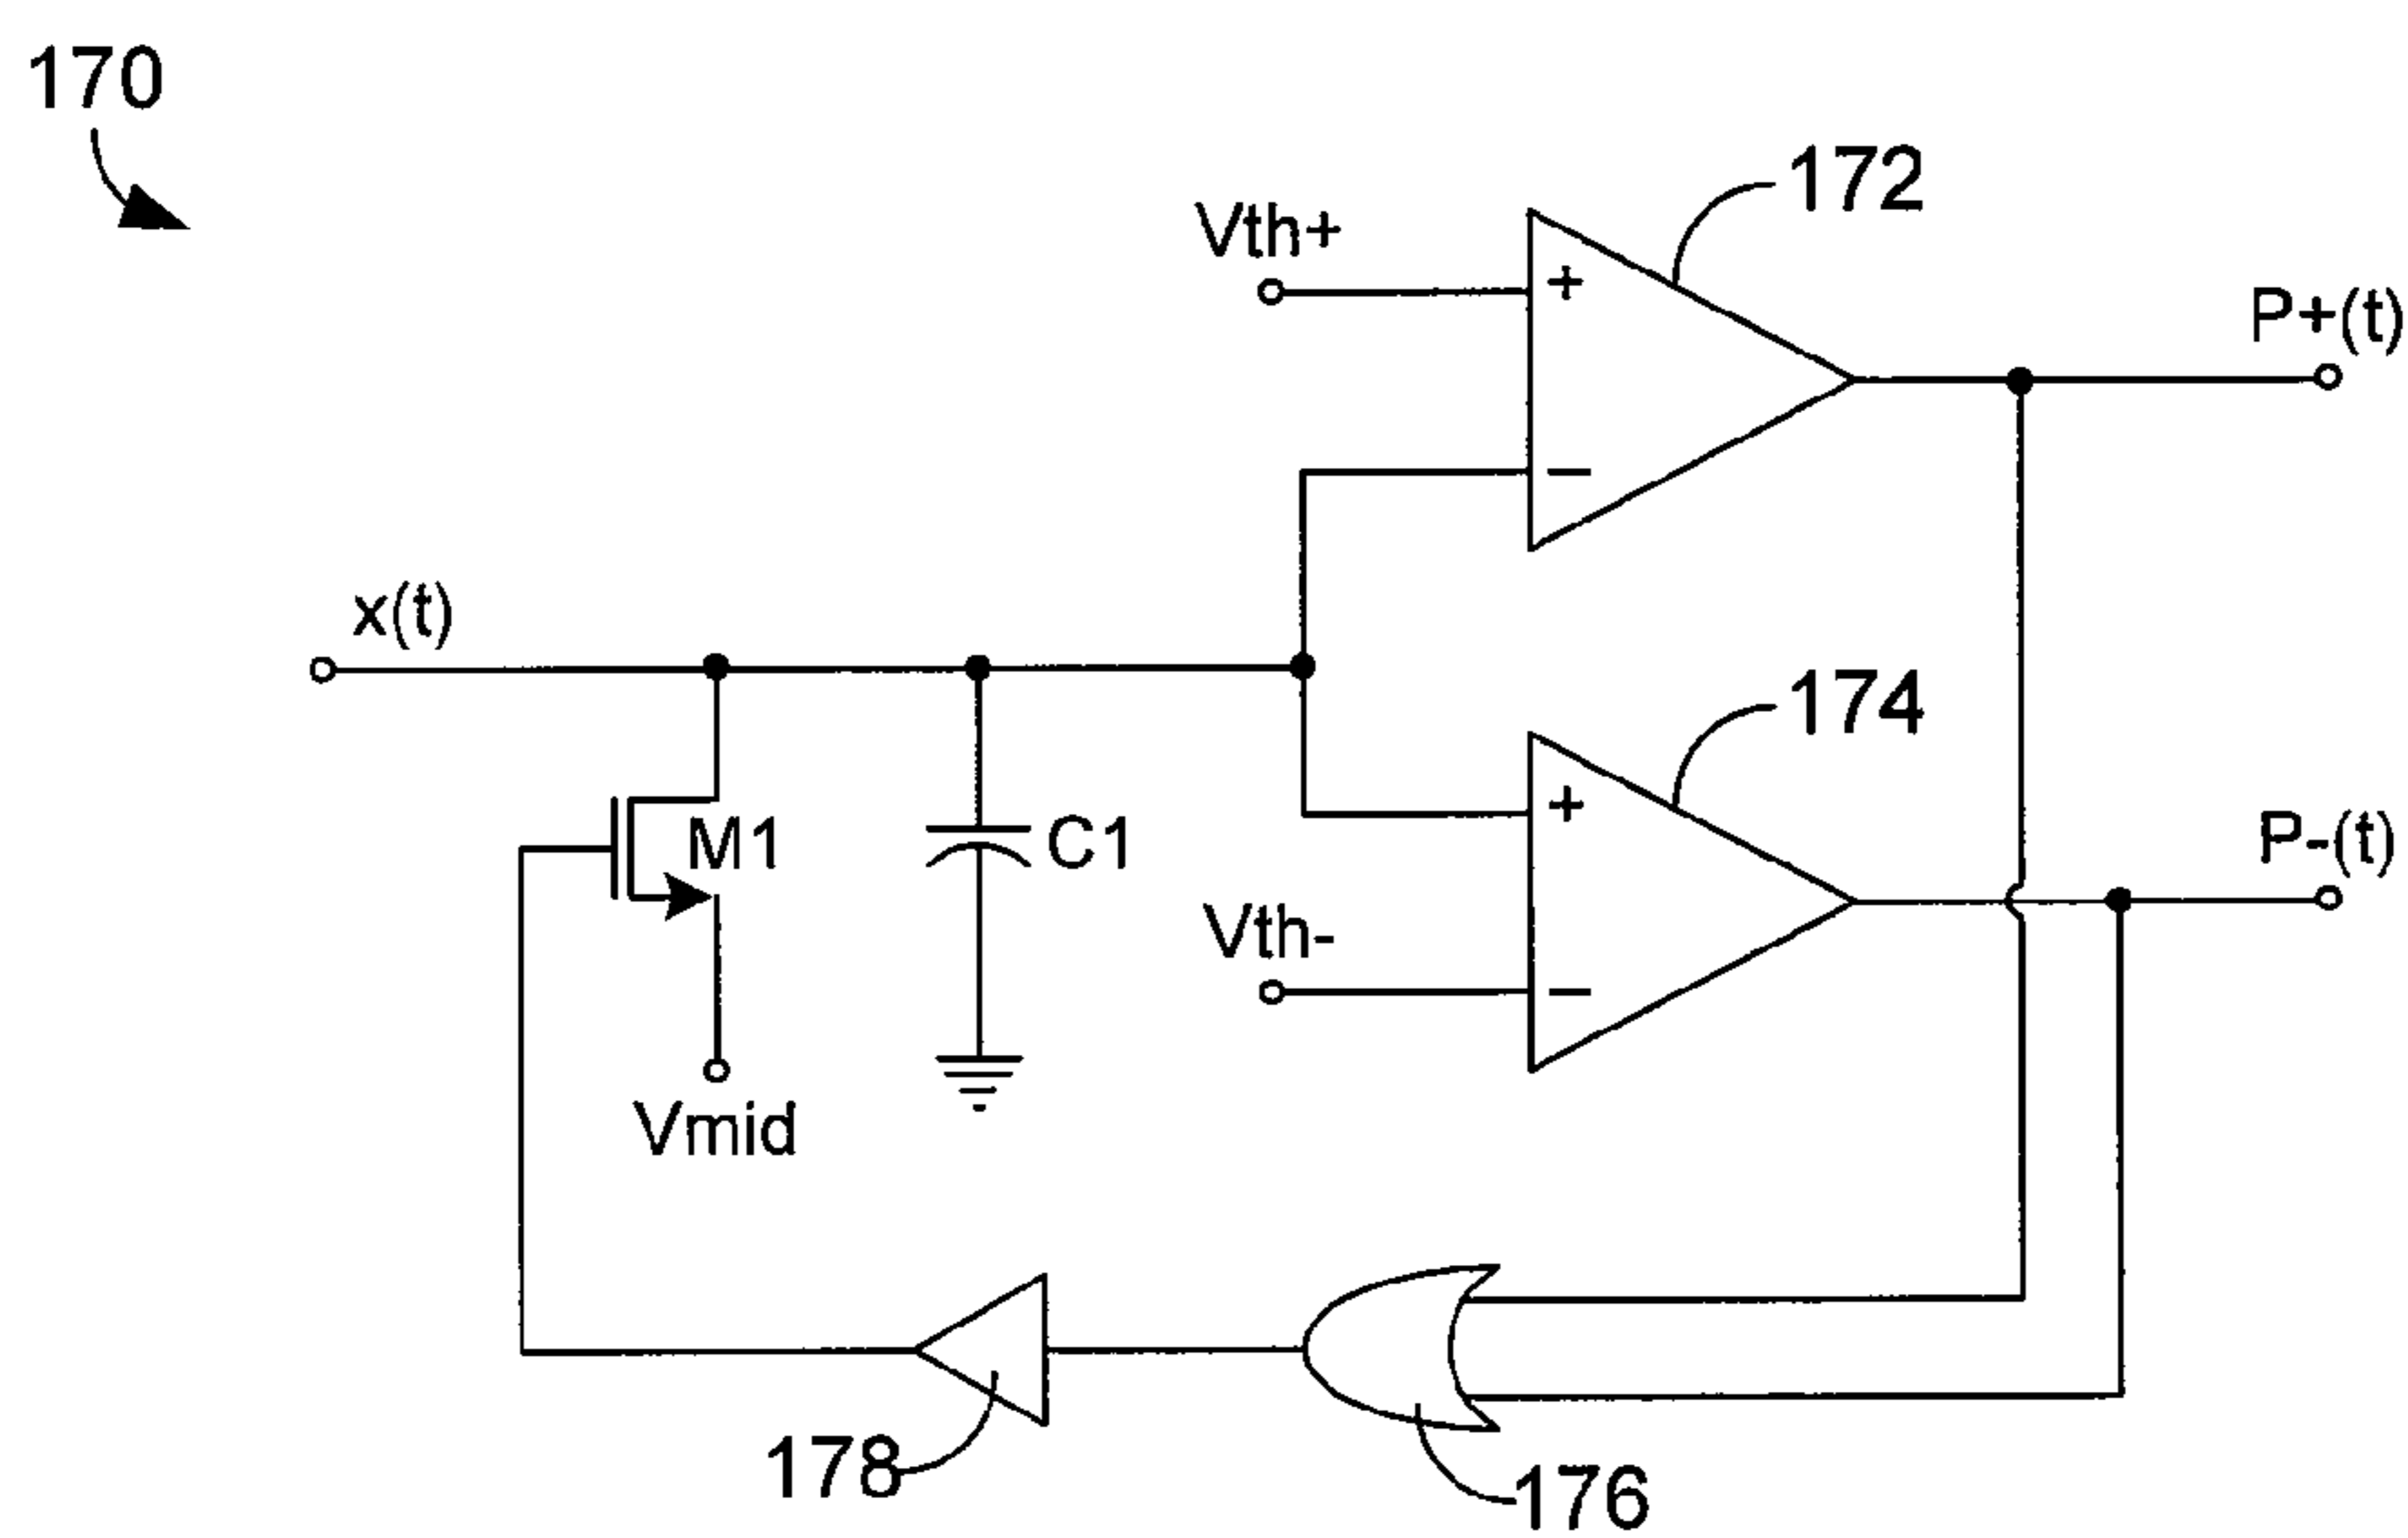 170
172
Vth+
+
P+(t)
−
x(t)
174
M1
C1
+
P-(t)
Vth-
−
Vmid
178
176